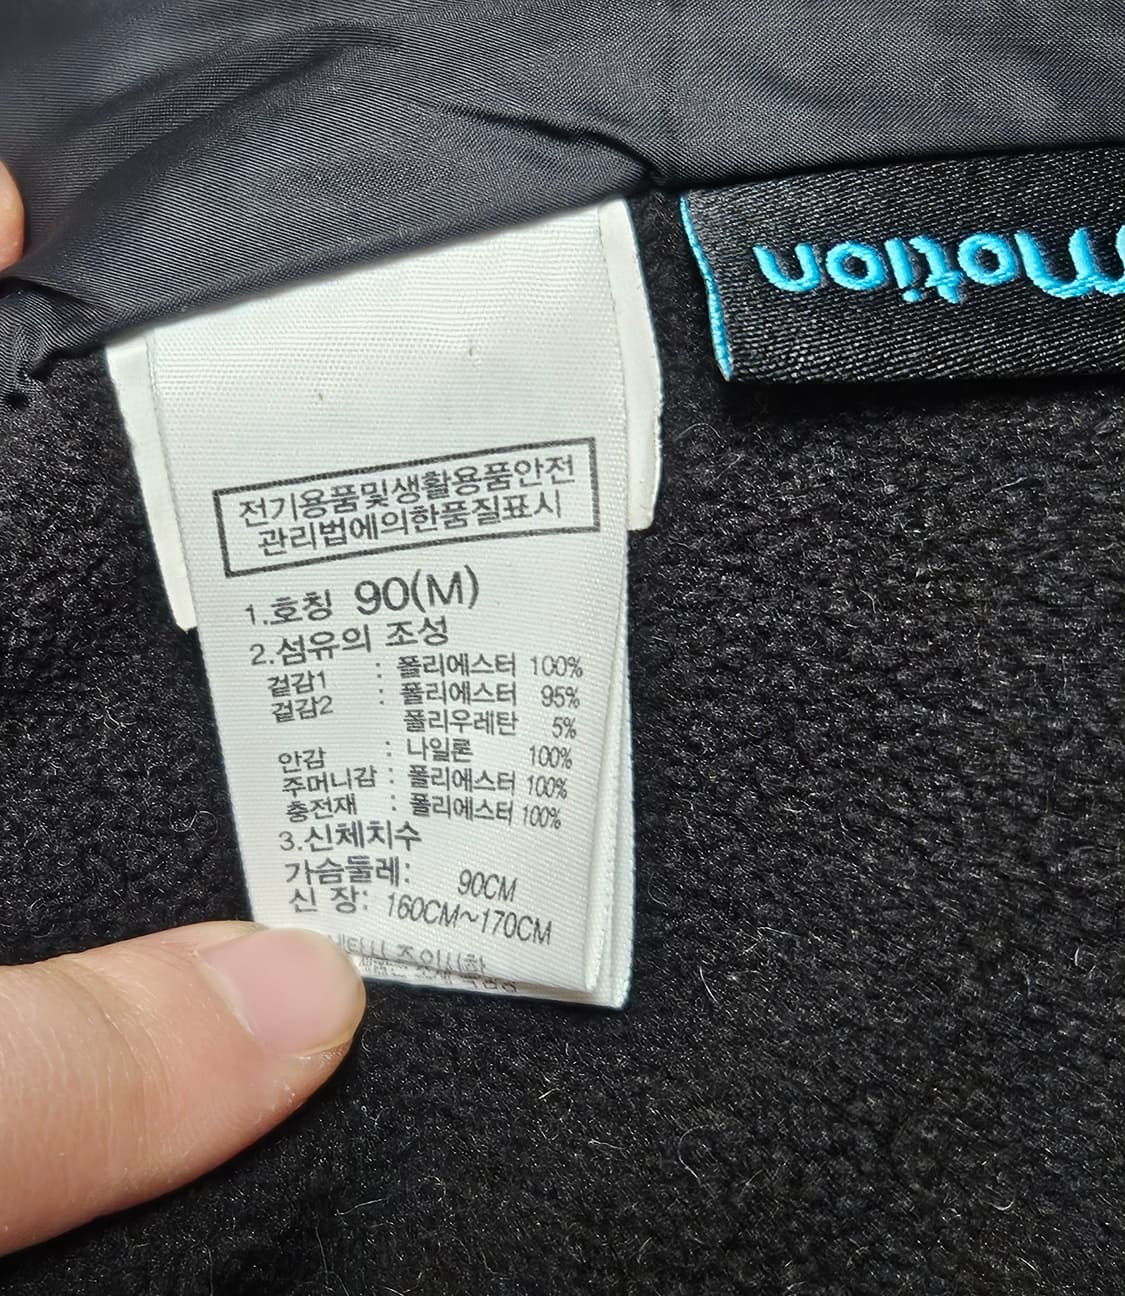 motion
전기용품및생활용품안전
관리법에의한품질표시
1.호칭 90(M)
2.섬유의 조성
겉감1 : 폴리에스터 100%
겉감2 : 폴리에스터 95%
폴리우레탄 5%
안감 : 나일론 100%
주머니감 : 폴리에스터 100%
충전재 : 폴리에스터 100%
3.신체치수
가슴둘레: 90CM
신 장: 160CM~170CM